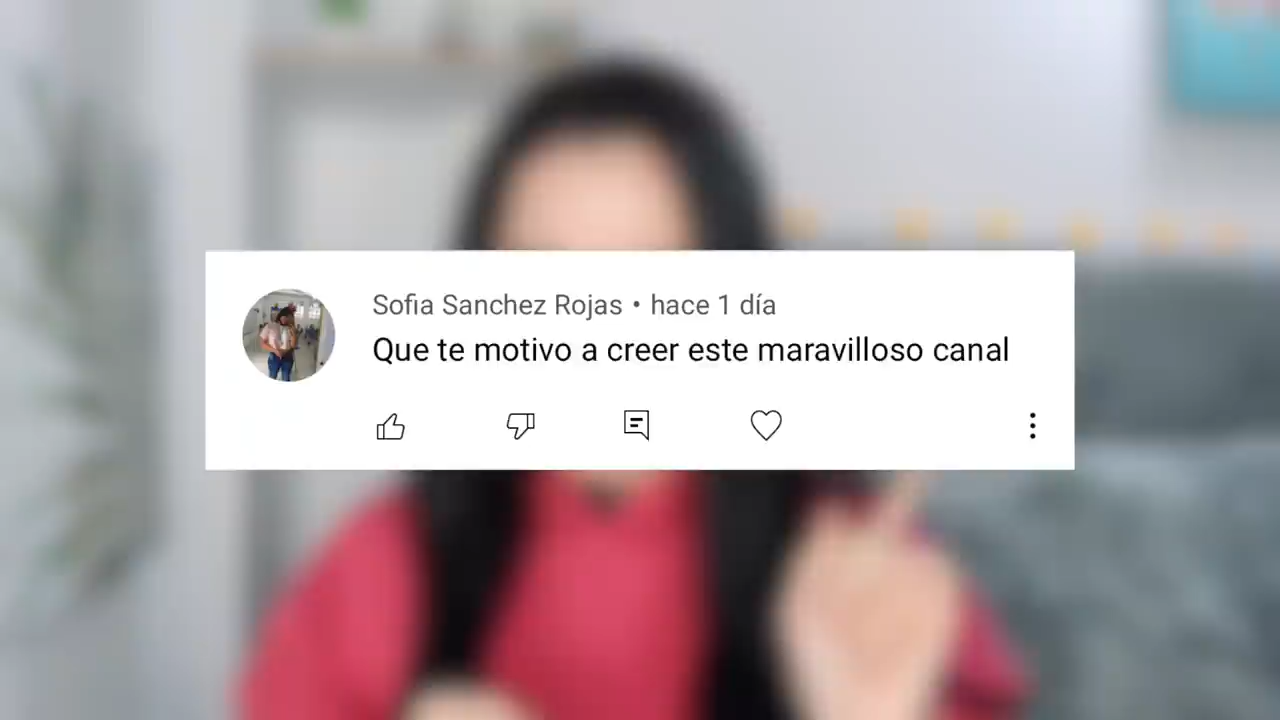 Sofia Sanchez Rojas • hace 1 día
Que te motivo a creer este maravilloso canal